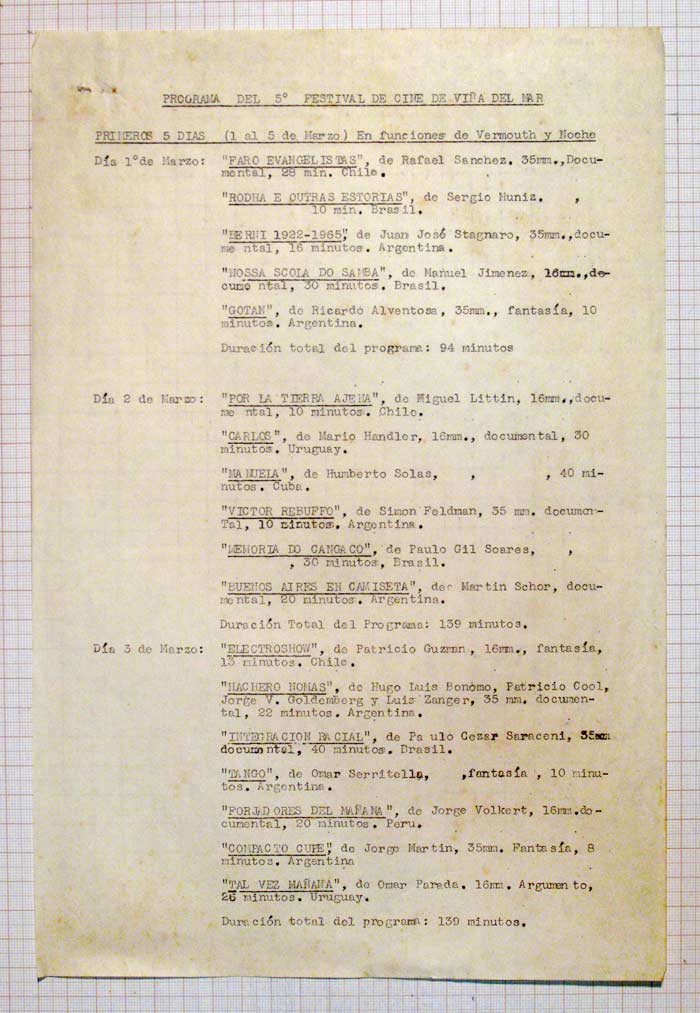 PROGRAMA DEL 5° FESTIVAL DE CINE DE VIÑA DEL MAR
PRIMEROS 5 DIAS (1 al 5 de Marzo) En funciones de Vermouth y Noche
Día 1°de Marzo: "FARO EVANGELISTAS", de Rafael Sanchez. 35mm.,Docu-
mental, 28 min. Chile.
"RODHA E OUTRAS ESTORIAS", de Sergio Muniz. ,
10 min. Brasil.
"BERNI 1922-1965", de Juan José Stagnaro, 35mm.,docu-
me ntal, 16 minutos. Argentina.
"NOSSA SCOLA DO SAMBA", de Manuel Jimenez, 16mm.,do-
cume ntal, 30 minutos. Brasil.
"GOTAN", de Ricardo Alventosa, 35mm., fantasía, 10
minutos. Argentina.
Duración total del programa: 94 minutos
Día 2 de Marzo: "POR LA TIERRA AJENA", de Miguel Littin, 16mm.,docu-
me ntal, 10 minutos. Chile.
"CARLOS", de Mario Handler, 16mm., documental, 30
minutos. Uruguay.
"MANUELA", de Humberto Solas, , , 40 mi-
nutos. Cuba.
"VICTOR REBUFFO", de Simon Feldman, 35 mm. documen-
Tal, 10 minutos. Argentina.
"MEMORIA DO CANGACO", de Paulo Gil Soares, ,
, 30 minutos, Brasil.
"BUENOS AIRES EN CAMISETA", de Martin Schor, docu-
mental, 20 minutos. Argentina.
Duración Total del Programa: 139 minutos.
Día 3 de Marzo: "ELECTROSHOW", de Patricio Guzman, 16mm., fantasía,
13 minutos. Chile.
"HACHERO NOMAS", de Hugo Luis Bonomo, Patricio Cool,
Jorge V. Goldemberg y Luis Zanger, 35 mm. documen-
tal, 22 minutos. Argentina.
"INTEGRACION RACIAL", de Pa ulo Cezar Saraceni, 35mm
documental, 40 minutos. Brasil.
"TANGO", de Omar Serritella, ,fantasía , 10 minu-
tos. Argentina.
"FORJADORES DEL MAÑANA", de Jorge Volkert, 16mm.do-
cumental, 20 minutos. Peru.
"COMPACTO CUPE", de Jorge Martin, 35mm. Fantasía, 8
minutos. Argentina
"TAL VEZ MAÑANA", de Omar Parada. 16mm. Argumento,
26 minutos. Uruguay.
Duración total del programa: 139 minutos.